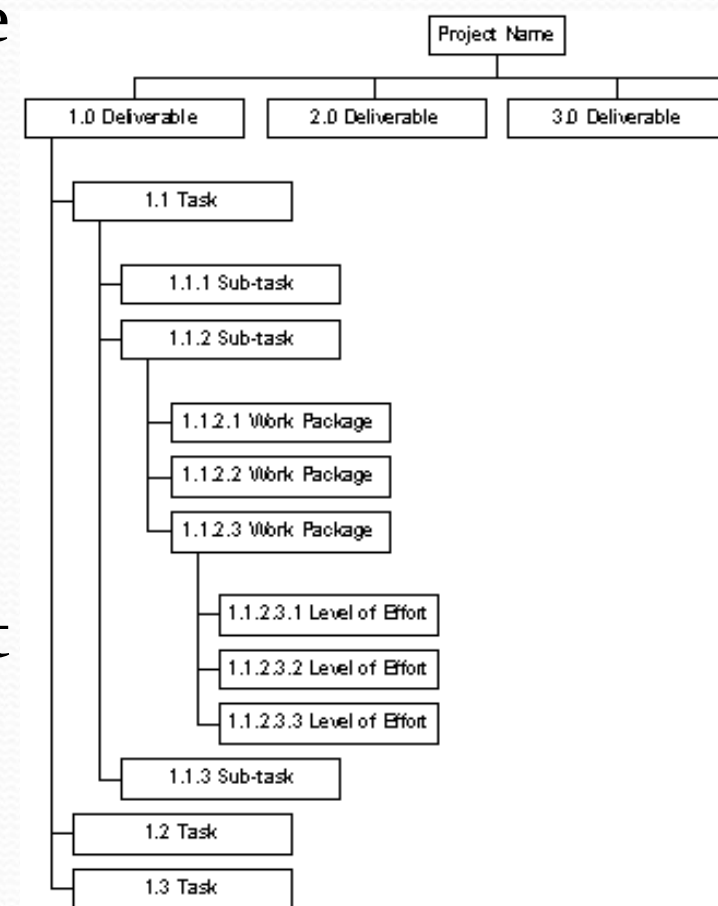 e
Project Name
1.0 Deliverable
2.0 Deliverable
3.0 Deliverable
1.1 Task
1.1.1 Sub-task
1.1.2 Sub-task
1.1.2.1 Work Package
1.1.2.2 Work Package
1.1.2.3 Work Package
1.1.2.3.1 Level of Effort
1.1.2.3.2 Level of Effort
1.1.2.3.3 Level of Effort
1.1.3 Sub-task
1.2 Task
1.3 Task